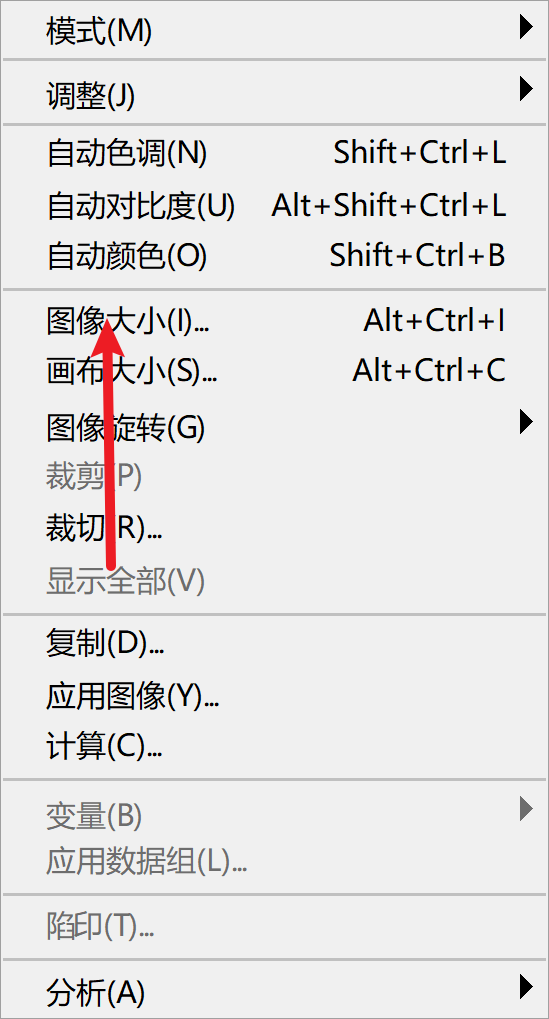 模式(M)
调整(J)
自动色调(N) Shift+Ctrl+L
自动对比度(U) Alt+Shift+Ctrl+L
自动颜色(O) Shift+Ctrl+B
图像大小(I)... Alt+Ctrl+I
画布大小(S)... Alt+Ctrl+C
图像旋转(G)
裁剪(P)
裁切(R)...
显示全部(V)
复制(D)...
应用图像(Y)...
计算(C)...
变量(B)
应用数据组(L)...
陷印(T)...
分析(A)